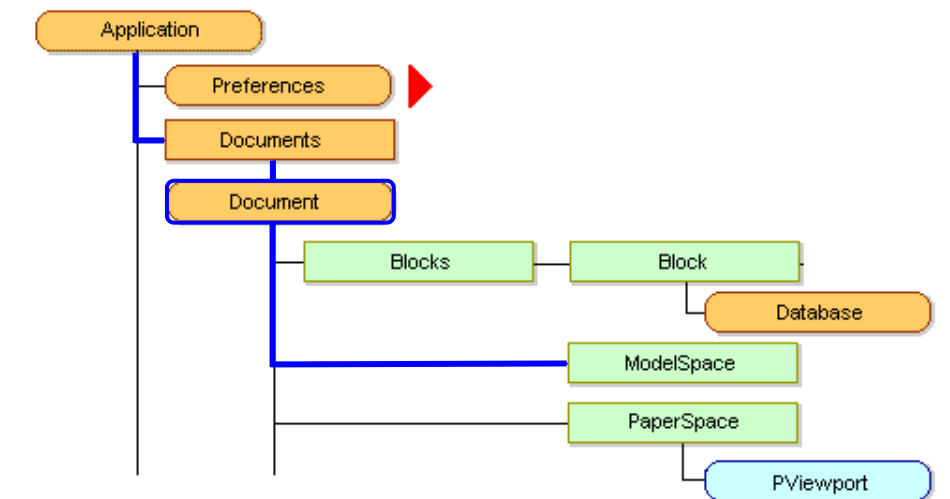 Application
Preferences
Documents
Document
Blocks
Block
Database
ModelSpace
PaperSpace
PViewport